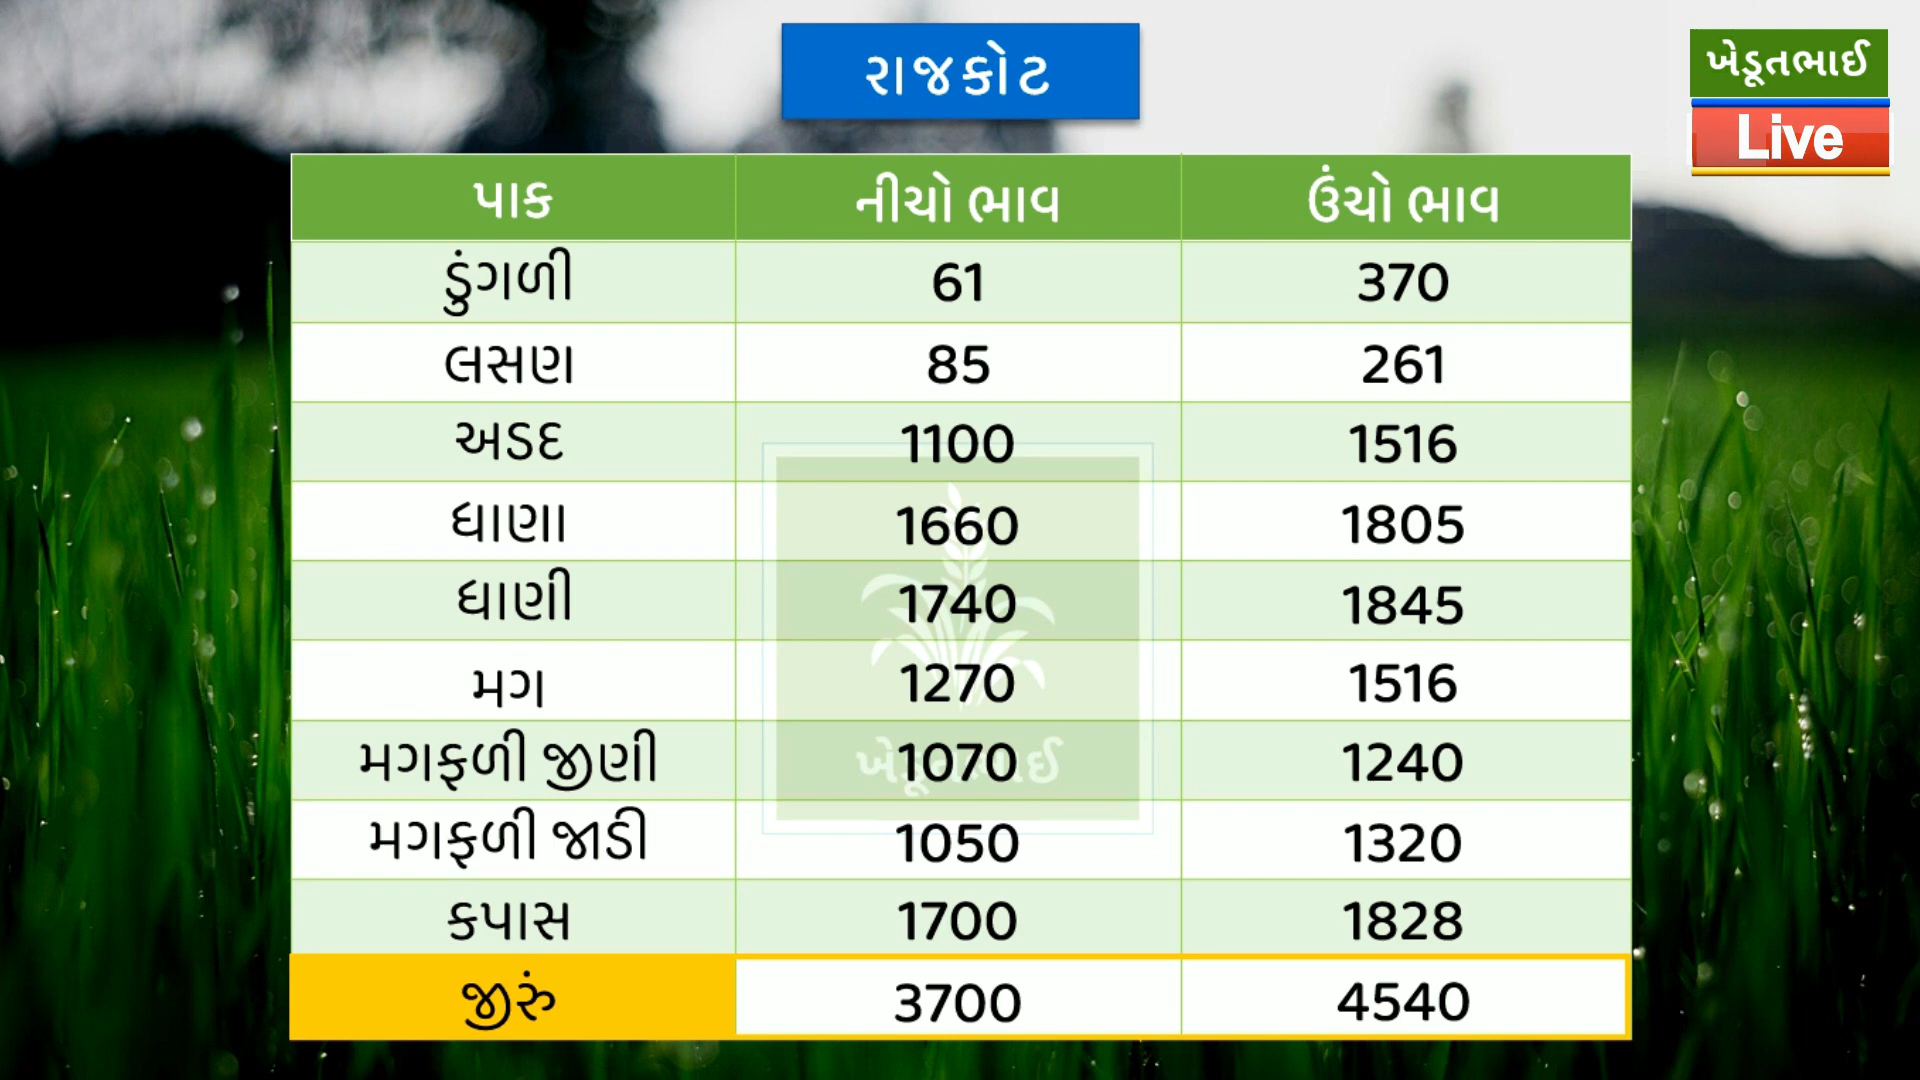 રાજકોટ
ખેડૂતભાઈ
Live
પાક નીચો ભાવ ઉંચો ભાવ
ડુંગળી 61 370
લસણ 85 261
અડદ 1100 1516
ધાણા 1660 1805
ધાણી 1740 1845
મગ 1270 1516
મગફળી જીણી 1070 1240
મગફળી જાડી 1050 1320
કપાસ 1700 1828
જીરું 3700 4540
ખેડૂતભાઈ